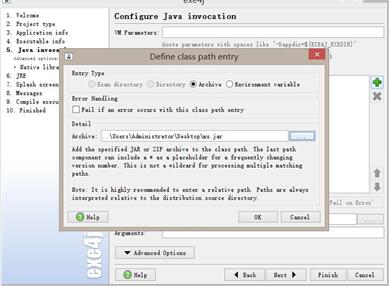 exe4j
1. Welcome
2. Project type
3. Application info
4. Executable info
5. Java invocation
Advanced options:
6. JRE
7. Splash screen
8. Messages
9. Compile execu
10. Finished
Configure Java invocation
VM Parameters:
Quote parameters with spaces like "-Dappdir=${EXE4J_EXEDIR}"
Define class path entry
Entry Type
Scan directory
Directory
Archive
Environment variable
Error Handling
Fail if an error occurs with this class path entry
Detail
Archive:
..\Users\Administrator\Desktop\ms.jar
...
Add the specified JAR or ZIP archive to the class path. The last path
component can include a * as a placeholder for a frequently changing
version number. This is not a wildcard for processing multiple matching
paths.
Note: It is highly recommended to enter a relative path. Paths are always
interpreted relative to the distribution source directory.
Help
OK
Cancel
Fail on Error'
...
Arguments:
Advanced Options
exe4j
Help
Back
Next
Finish
Cancel